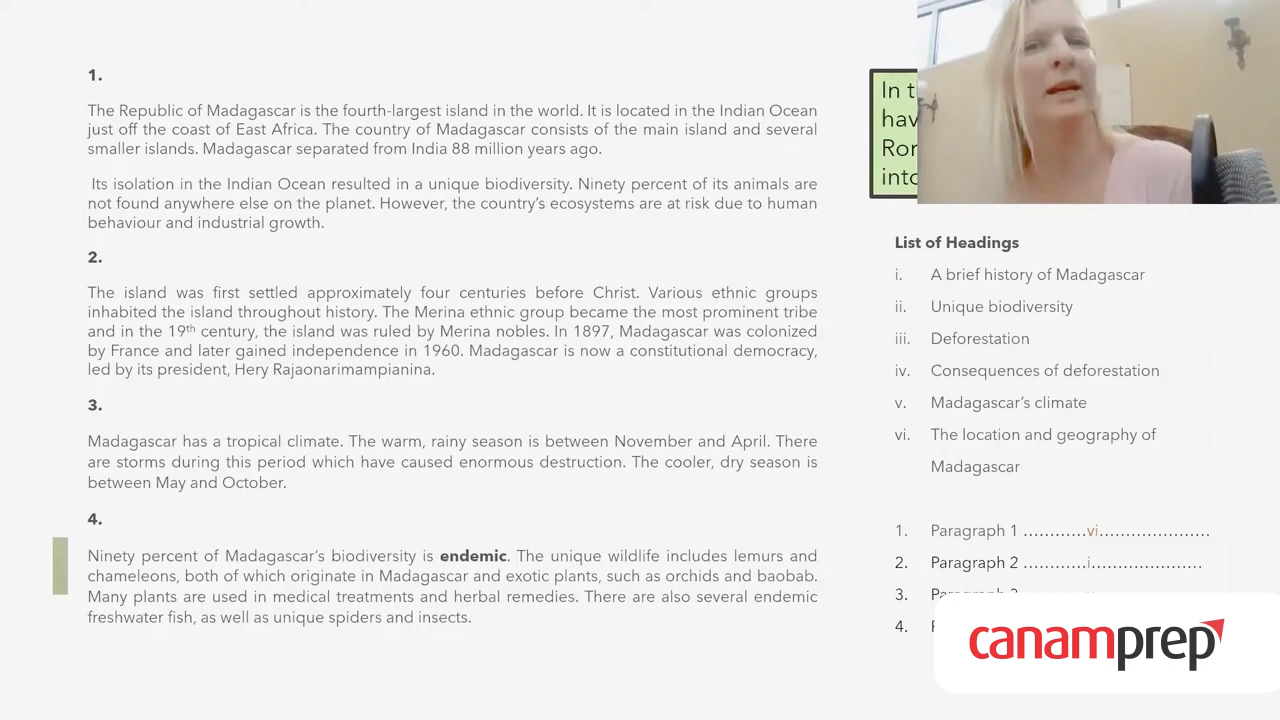 1.
The Republic of Madagascar is the fourth-largest island in the world. It is located in the Indian Ocean
just off the coast of East Africa. The country of Madagascar consists of the main island and several
smaller islands. Madagascar separated from India 88 million years ago.
Its isolation in the Indian Ocean resulted in a unique biodiversity. Ninety percent of its animals are
not found anywhere else on the planet. However, the country's ecosystems are at risk due to human
behaviour and industrial growth.
2.
The island was first settled approximately four centuries before Christ. Various ethnic groups
inhabited the island throughout history. The Merina ethnic group became the most prominent tribe
and in the 19th century, the island was ruled by Merina nobles. In 1897, Madagascar was colonized
by France and later gained independence in 1960. Madagascar is now a constitutional democracy,
led by its president, Hery Rajaonarimampianina.
3.
Madagascar has a tropical climate. The warm, rainy season is between November and April. There
are storms during this period which have caused enormous destruction. The cooler, dry season is
between May and October.
4.
Ninety percent of Madagascar's biodiversity is endemic. The unique wildlife includes lemurs and
chameleons, both of which originate in Madagascar and exotic plants, such as orchids and baobab.
Many plants are used in medical treatments and herbal remedies. There are also several endemic
freshwater fish, as well as unique spiders and insects.
In
List of Headings
i. A brief history of Madagascar
ii. Unique biodiversity
iii. Deforestation
iv. Consequences of deforestation
v. Madagascar's climate
vi. The location and geography of
Madagascar
1. Paragraph 1 ............vi.....................
2. Paragraph 2 ............i.....................
3.
4.
canamprep